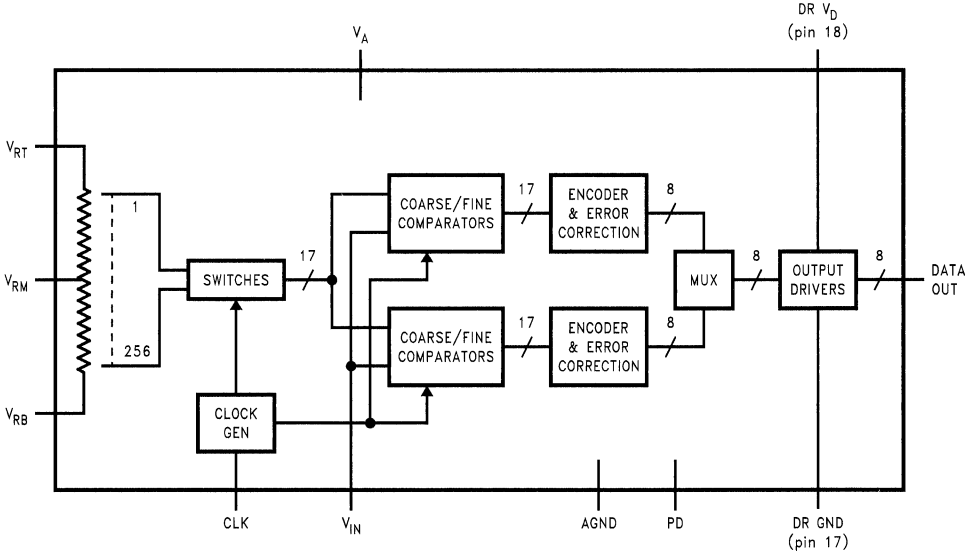 DR V_D
(pin 18)
V_A
V_RT
1
17
COARSE/FINE
COMPARATORS
17
ENCODER
& ERROR
CORRECTION
8
V_RM
SWITCHES
MUX
8
OUTPUT
DRIVERS
8
DATA
OUT
256
COARSE/FINE
COMPARATORS
17
ENCODER
& ERROR
CORRECTION
8
V_RB
CLOCK
GEN
CLK
V_IN
AGND
PD
DR GND
(pin 17)